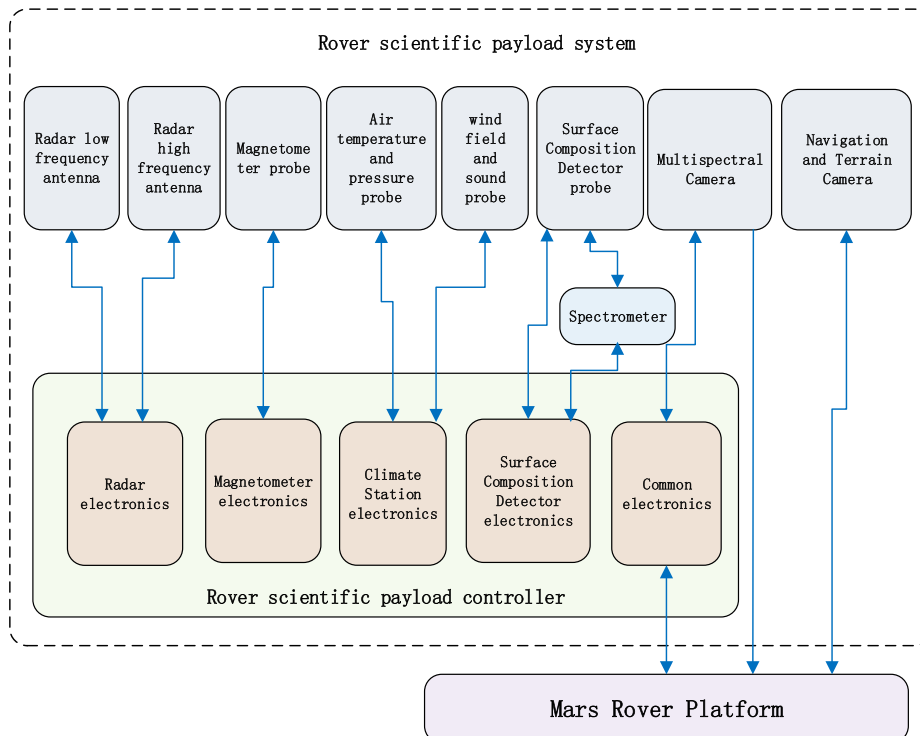 Rover scientific payload system
Radar low
frequency
antenna
Radar
high
frequency
antenna
Magnetome
ter probe
Air
temperature
and
pressure
probe
wind
field
and
sound
probe
Surface
Composition
Detector
probe
Multispectral
Camera
Navigation
and Terrain
Camera
Spectrometer
Radar
electronics
Magnetometer
electronics
Climate
Station
electronics
Surface
Composition
Detector
electronics
Common
electronics
Rover scientific payload controller
Mars Rover Platform